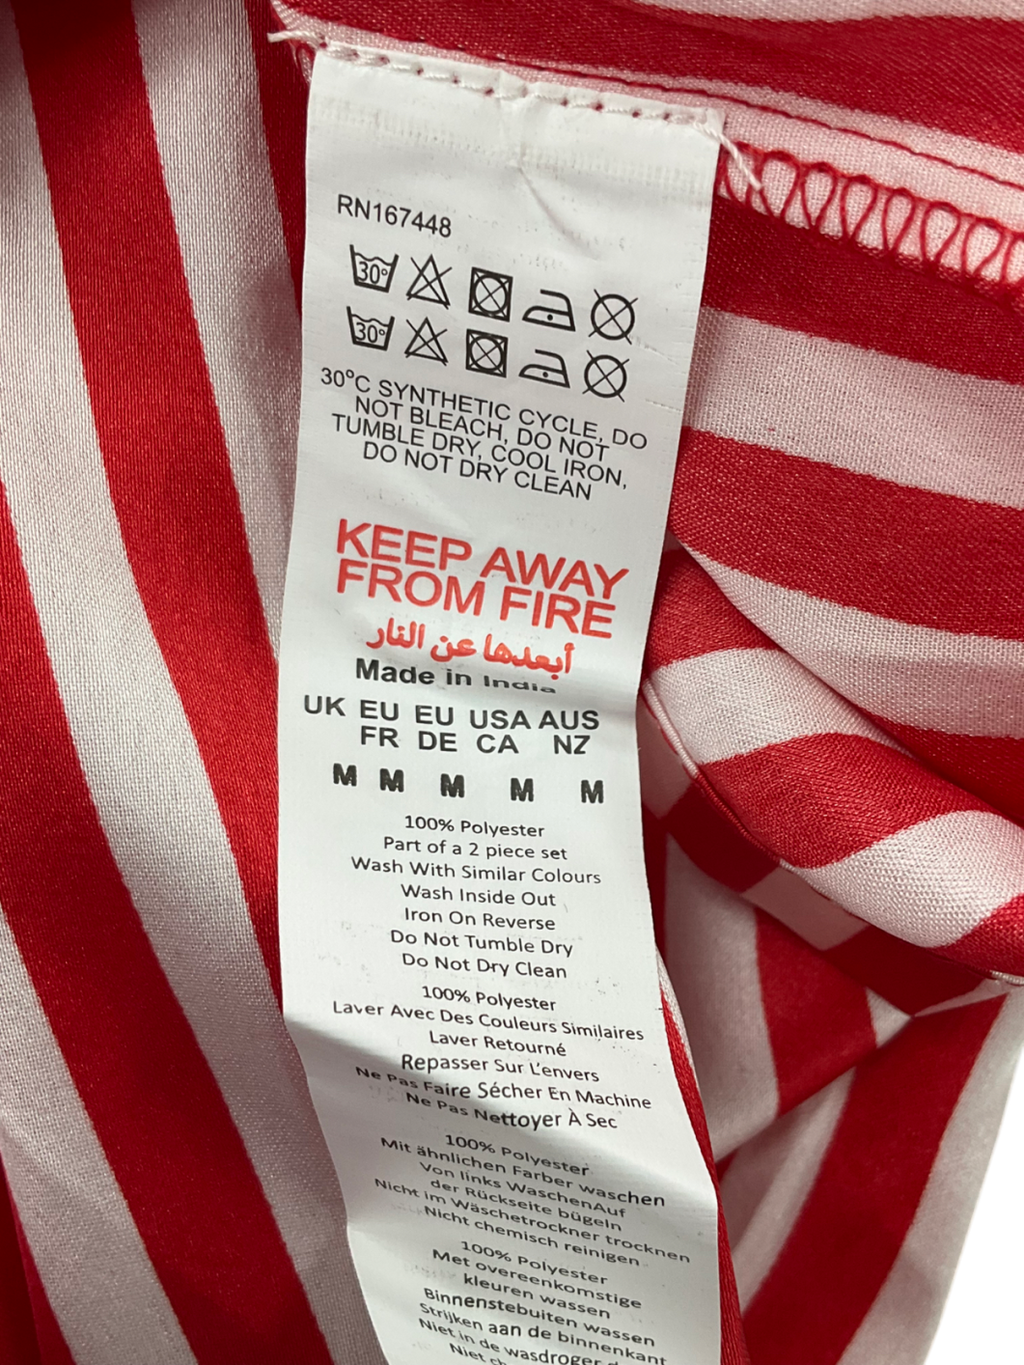 RN167448
30°
30°
30°C SYNTHETIC CYCLE, DO
NOT BLEACH, DO NOT
TUMBLE DRY, COOL IRON,
DO NOT DRY CLEAN
KEEP AWAY
FROM FIRE
أبعدها عن النار
Made in India
UK EU EU USA AUS
FR DE CA NZ
M M M M M
100% Polyester
Part of a 2 piece set
Wash With Similar Colours
Wash Inside Out
Iron On Reverse
Do Not Tumble Dry
Do Not Dry Clean
100% Polyester
Laver Avec Des Couleurs Similaires
Laver Retourné
Repasser Sur L'envers
Ne Pas Faire Sécher En Machine
Ne Pas Nettoyer À Sec
100% Polyester
Mit ähnlichen Farber waschen
Von links WaschenAuf
der Rückseite bügeln
Nicht im Wäschetrockner trocknen
Nicht chemisch reinigen
100% Polyester
Met overeenkomstige
kleuren wassen
Binnenstebuiten wassen
Strijken aan de binnenkant
Niet in de wasdroger
Niet